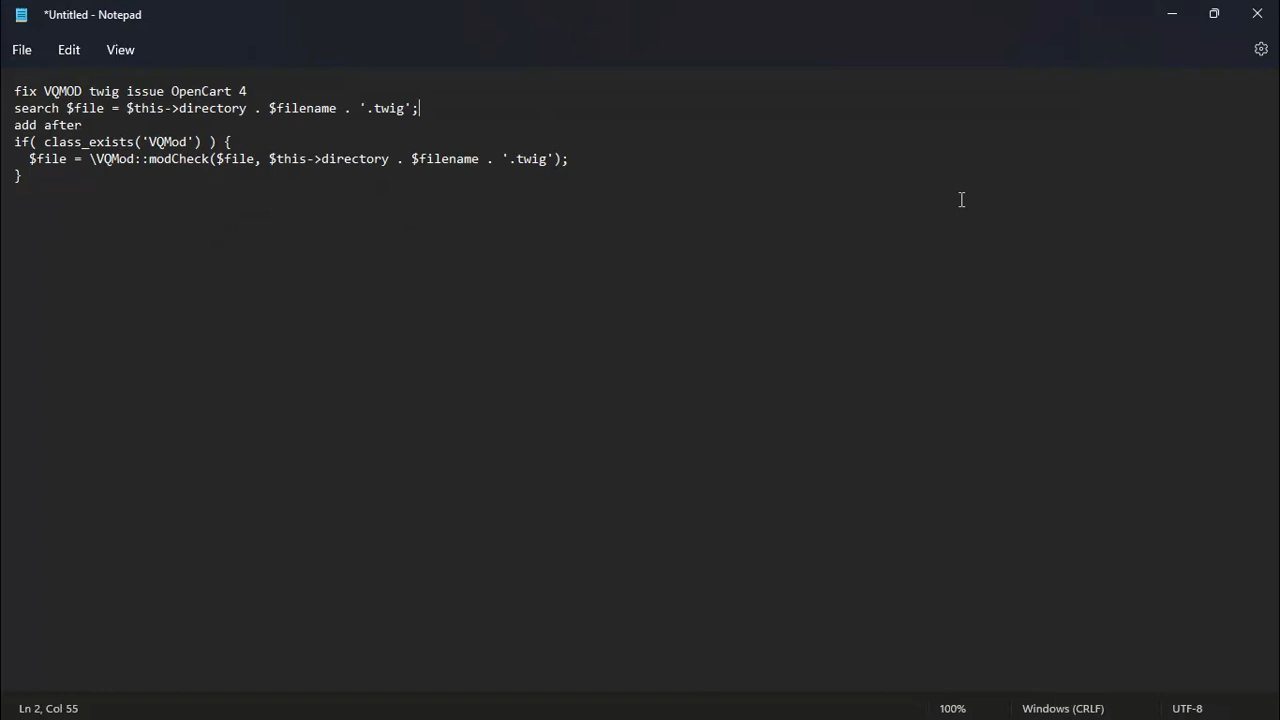 *Untitled - Notepad
File Edit View
fix VQMOD twig issue OpenCart 4
search $file = $this->directory . $filename . '.twig';
add after
if( class_exists('VQMod') ) {
  $file = \VQMod::modCheck($file, $this->directory . $filename . '.twig');
}
Ln 2, Col 55 100% Windows (CRLF) UTF-8